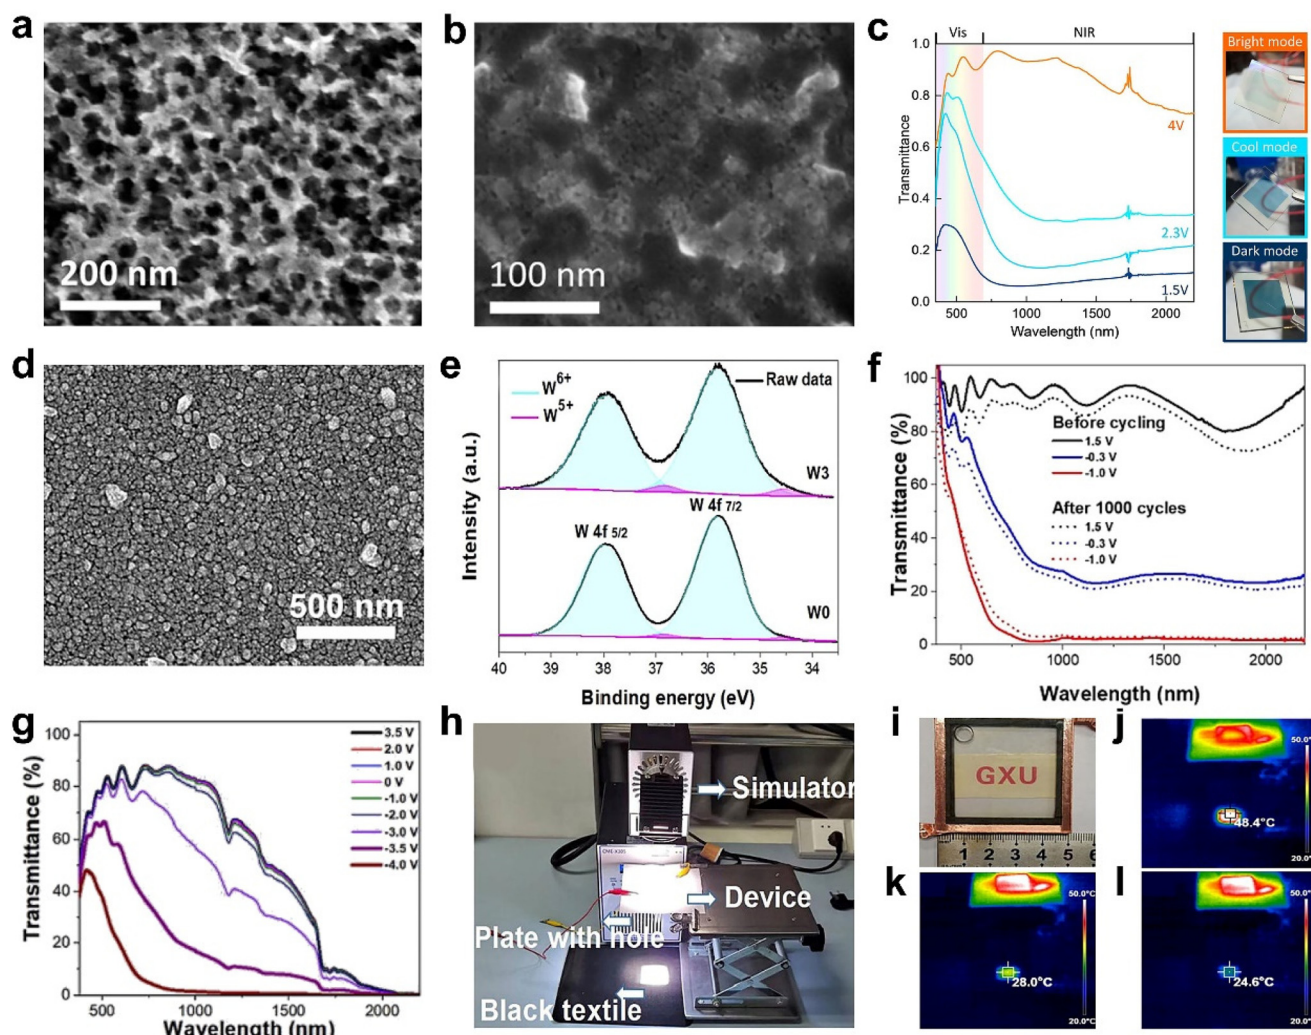 a
200 nm
b
100 nm
c
Vis
NIR
1.0
0.8
0.6
0.4
0.2
0.0
Transmittance
4V
2.3V
1.5V
500
1000
1500
2000
Wavelength (nm)
Bright mode
Cool mode
Dark mode
d
500 nm
e
W6+
W5+
Raw data
W3
W 4f 7/2
W 4f 5/2
W0
Intensity (a.u.)
40
39
38
37
36
35
34
Binding energy (eV)
f
100
80
60
40
20
0
Transmittance (%)
Before cycling
1.5 V
-0.3 V
-1.0 V
After 1000 cycles
1.5 V
-0.3 V
-1.0 V
500
1000
1500
2000
Wavelength (nm)
g
100
80
60
40
20
0
Transmittance (%)
3.5 V
2.0 V
1.0 V
0 V
-1.0 V
-2.0 V
-3.0 V
-3.5 V
-4.0 V
500
1000
1500
2000
Wavelength (nm)
h
Simulator
Device
Plate with hole
Black textile
i
GXU
1 2 3 4 5 6
j
50.0°C
48.4°C
20.0°C
k
50.0°C
28.0°C
20.0°C
l
50.0°C
24.6°C
20.0°C